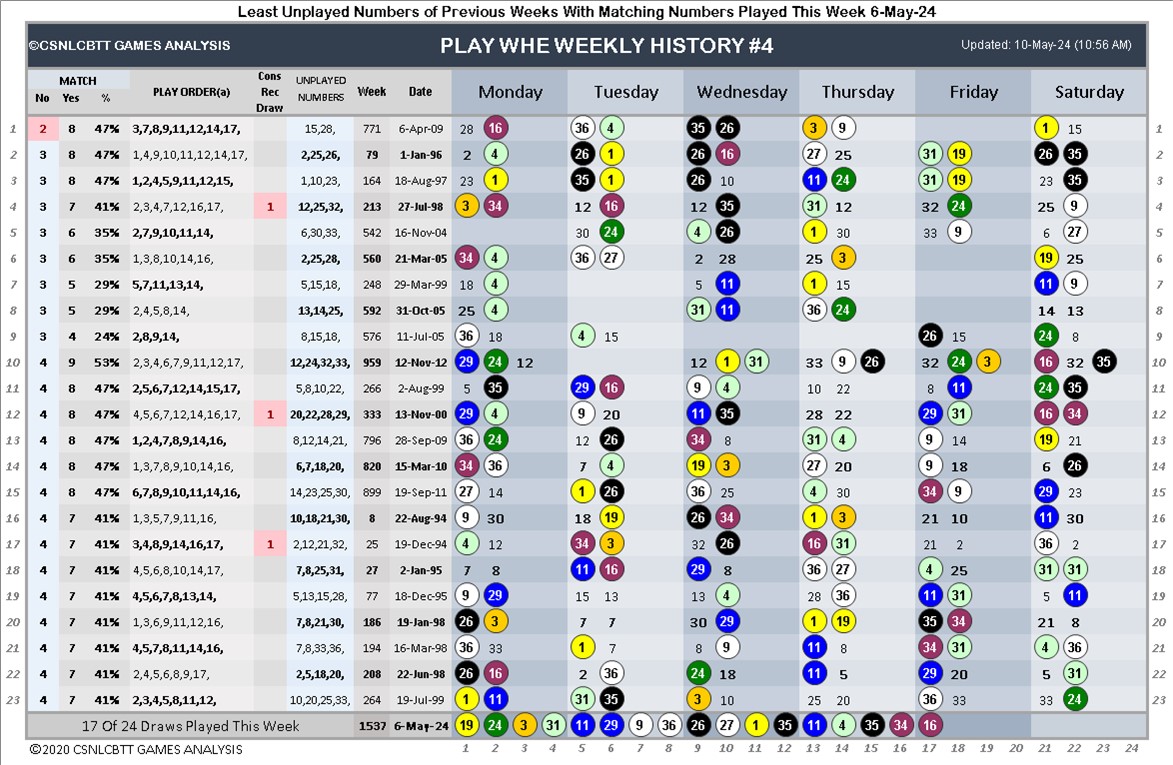 Least Unplayed Numbers of Previous Weeks With Matching Numbers Played This Week 6-May-24
©CSNLCBTT GAMES ANALYSIS PLAY WHE WEEKLY HISTORY #4 Updated: 10-May-24 (10:56 AM)
MATCH Cons
No Yes % PLAY ORDER(a) Rec Draw UNPLAYED NUMBERS Week Date Monday Tuesday Wednesday Thursday Friday Saturday
1 2 8 47% 3,7,8,9,11,12,14,17, 15,28, 771 6-Apr-09 28 16 36 4 35 26 3 9 1 15 1
2 3 8 47% 1,4,9,10,11,12,14,17, 2,25,26, 79 1-Jan-96 2 4 26 1 26 16 27 25 31 19 26 35 2
3 3 8 47% 1,2,4,5,9,11,12,15, 1,10,23, 164 18-Aug-97 23 1 35 1 26 10 11 24 31 19 23 35 3
4 3 7 41% 2,3,4,7,12,16,17, 1 12,25,32, 213 27-Jul-98 3 34 12 16 12 35 31 12 32 24 25 9 4
5 3 6 35% 2,7,9,10,11,14, 6,30,33, 542 16-Nov-04 30 24 4 26 1 30 33 9 6 27 5
6 3 6 35% 1,3,8,10,14,16, 2,25,28, 560 21-Mar-05 34 4 36 27 2 28 25 3 19 25 6
7 3 5 29% 5,7,11,13,14, 5,15,18, 248 29-Mar-99 18 4 5 11 1 15 11 9 7
8 3 5 29% 2,4,5,8,14, 13,14,25, 592 31-Oct-05 25 4 31 11 36 24 14 13 8
9 3 4 24% 2,8,9,14, 8,15,18, 576 11-Jul-05 36 18 4 15 26 15 24 8 9
10 4 9 53% 2,3,4,6,7,9,11,12,17, 12,24,32,33, 959 12-Nov-12 29 24 12 12 1 31 33 9 26 32 24 3 16 32 35 10
11 4 8 47% 2,5,6,7,12,14,15,17, 5,8,10,22, 266 2-Aug-99 5 35 29 16 9 4 10 22 8 11 24 35 11
12 4 8 47% 4,5,6,7,12,14,16,17, 1 20,22,28,29, 333 13-Nov-00 29 4 9 20 11 35 28 22 29 31 16 34 12
13 4 8 47% 1,2,4,7,8,9,14,16, 8,12,14,21, 796 28-Sep-09 36 24 12 26 34 8 31 4 9 14 19 21 13
14 4 8 47% 1,3,7,8,9,10,14,16, 6,7,18,20, 820 15-Mar-10 34 36 7 4 19 3 27 20 9 18 6 26 14
15 4 8 47% 6,7,8,9,10,11,14,16, 14,23,25,30, 899 19-Sep-11 27 14 1 26 36 25 4 30 34 9 29 23 15
16 4 7 41% 1,3,5,7,9,11,16, 10,18,21,30, 8 22-Aug-94 9 30 18 19 26 34 1 3 21 10 11 30 16
17 4 7 41% 3,4,8,9,14,16,17, 1 2,12,21,32, 25 19-Dec-94 4 12 34 3 32 26 16 31 21 2 36 2 17
18 4 7 41% 4,5,6,8,10,14,17, 7,8,25,31, 27 2-Jan-95 7 8 11 16 29 8 36 27 4 25 31 31 18
19 4 7 41% 4,5,6,7,8,13,14, 5,13,15,28, 77 18-Dec-95 9 29 15 13 13 4 28 36 11 31 5 11 19
20 4 7 41% 1,3,6,9,11,12,16, 7,8,21,30, 186 19-Jan-98 26 3 7 7 30 29 1 19 35 34 21 8 20
21 4 7 41% 4,5,7,8,11,14,16, 7,8,33,36, 194 16-Mar-98 36 33 1 7 8 9 11 8 34 31 4 36 21
22 4 7 41% 2,4,5,6,8,9,17, 2,5,18,20, 208 22-Jun-98 26 16 2 36 24 18 11 5 29 20 5 31 22
23 4 7 41% 2,3,4,5,8,11,12, 10,20,25,33, 264 19-Jul-99 1 11 31 35 3 10 25 20 36 33 33 24 23
17 Of 24 Draws Played This Week 1537 6-May-24 19 24 3 31 11 29 9 36 26 27 1 35 11 4 35 34 16
©2020 CSNLCBTT GAMES ANALYSIS 1 2 3 4 5 6 7 8 9 10 11 12 13 14 15 16 17 18 19 20 21 22 23 24